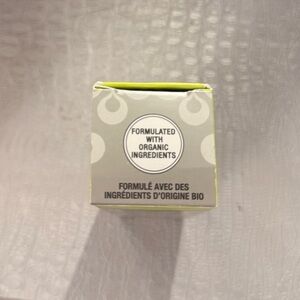 FORMULATED
WITH
ORGANIC
INGREDIENTS
FORMULÉ AVEC DES
INGRÉDIENTS D'ORIGINE BIO